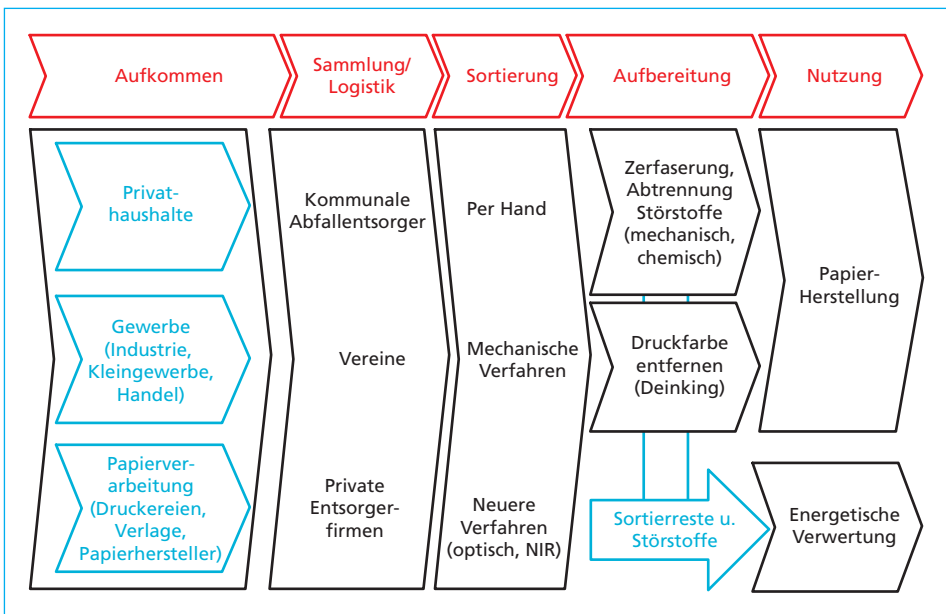 Aufkommen
Sammlung/
Logistik
Sortierung
Aufbereitung
Nutzung
Privat-
haushalte
Gewerbe
(Industrie,
Kleingewerbe,
Handel)
Papierver-
arbeitung
(Druckereien,
Verlage,
Papierhersteller)
Kommunale
Abfallentsorger
Vereine
Private
Entsorger-
firmen
Per Hand
Mechanische
Verfahren
Neuere
Verfahren
(optisch, NIR)
Zerfaserung,
Abtrennung
Störstoffe
(mechanisch,
chemisch)
Druckfarbe
entfernen
(Deinking)
Sortierreste u.
Störstoffe
Papier-
Herstellung
Energetische
Verwertung